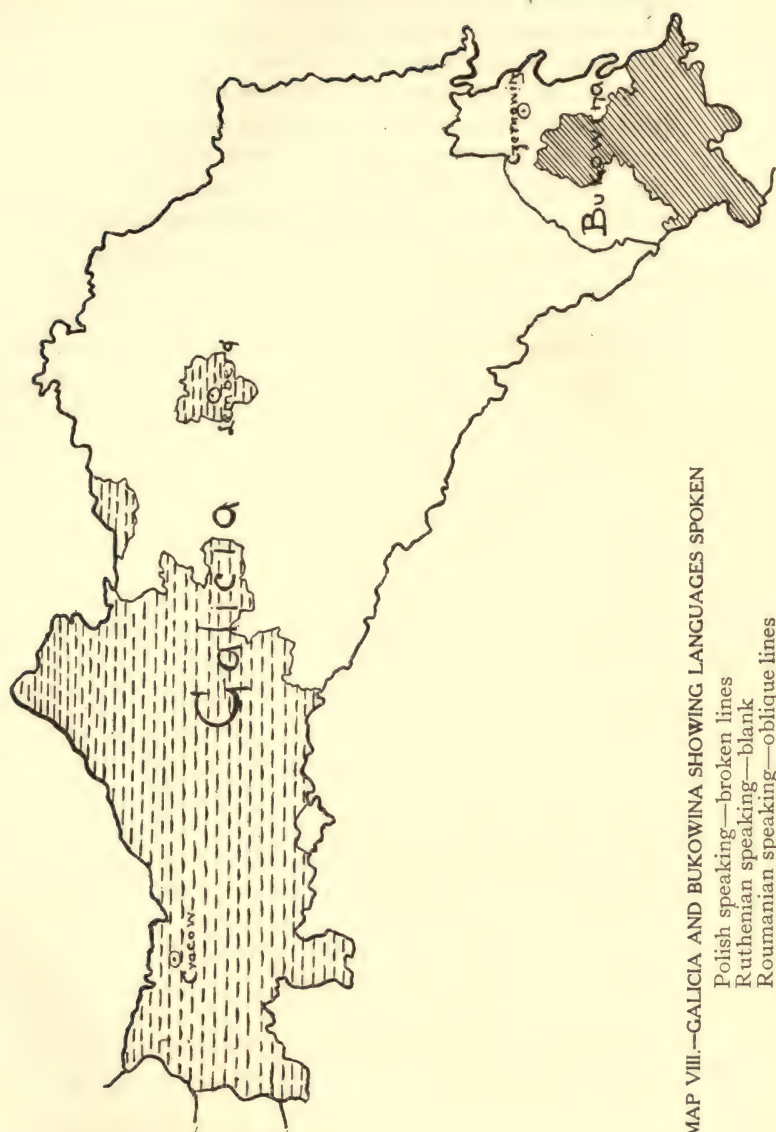 Cracow
Galicia
Lemberg
Czernowina
Bukowina
MAP VIII.—GALICIA AND BUKOWINA SHOWING LANGUAGES SPOKEN
Polish speaking—broken lines
Ruthenian speaking—blank
Roumanian speaking—oblique lines